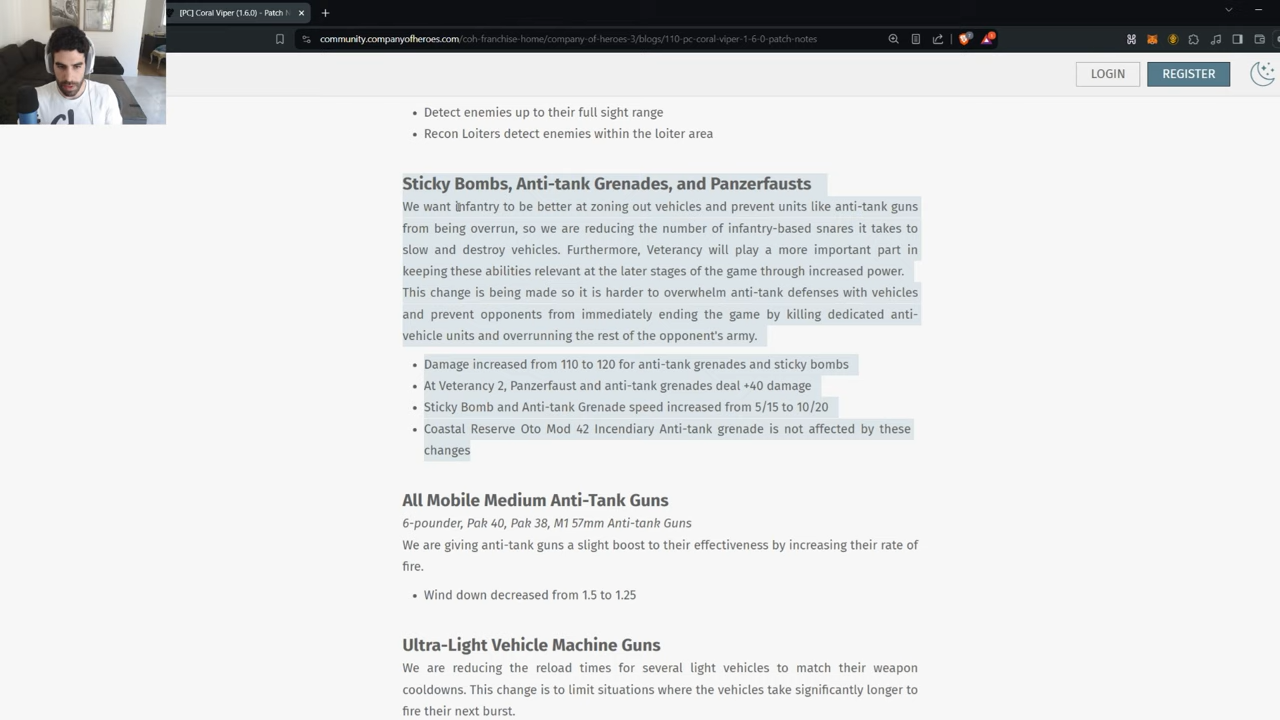 [PC] Coral Viper (1.6.0) - Patch
community.companyofheroes.com/coh-franchise-home/company-of-heroes-3/blogs/110-pc-coral-viper-1-6-0-patch-notes
LOGIN
REGISTER
• Detect enemies up to their full sight range
• Recon Loiters detect enemies within the loiter area
Sticky Bombs, Anti-tank Grenades, and Panzerfausts
We want infantry to be better at zoning out vehicles and prevent units like anti-tank guns
from being overrun, so we are reducing the number of infantry-based snares it takes to
slow and destroy vehicles. Furthermore, Veterancy will play a more important part in
keeping these abilities relevant at the later stages of the game through increased power.
This change is being made so it is harder to overwhelm anti-tank defenses with vehicles
and prevent opponents from immediately ending the game by killing dedicated anti-
vehicle units and overrunning the rest of the opponent's army.
• Damage increased from 110 to 120 for anti-tank grenades and sticky bombs
• At Veterancy 2, Panzerfaust and anti-tank grenades deal +40 damage
• Sticky Bomb and Anti-tank Grenade speed increased from 5/15 to 10/20
• Coastal Reserve Oto Mod 42 Incendiary Anti-tank grenade is not affected by these
changes
All Mobile Medium Anti-Tank Guns
6-pounder, Pak 40, Pak 38, M1 57mm Anti-tank Guns
We are giving anti-tank guns a slight boost to their effectiveness by increasing their rate of
fire.
• Wind down decreased from 1.5 to 1.25
Ultra-Light Vehicle Machine Guns
We are reducing the reload times for several light vehicles to match their weapon
cooldowns. This change is to limit situations where the vehicles take significantly longer to
fire their next burst.